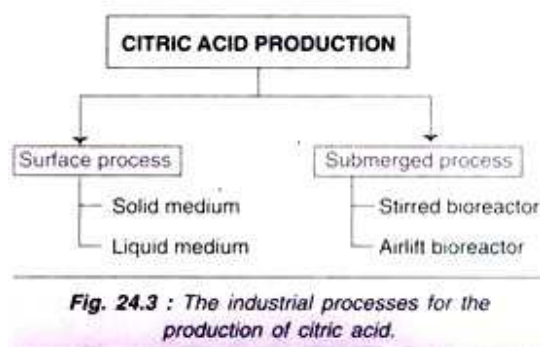 CITRIC ACID PRODUCTION
Surface process
Solid medium
Liquid medium
Submerged process
Stirred bioreactor
Airlift bioreactor
Fig. 24.3 : The industrial processes for the
production of citric acid.